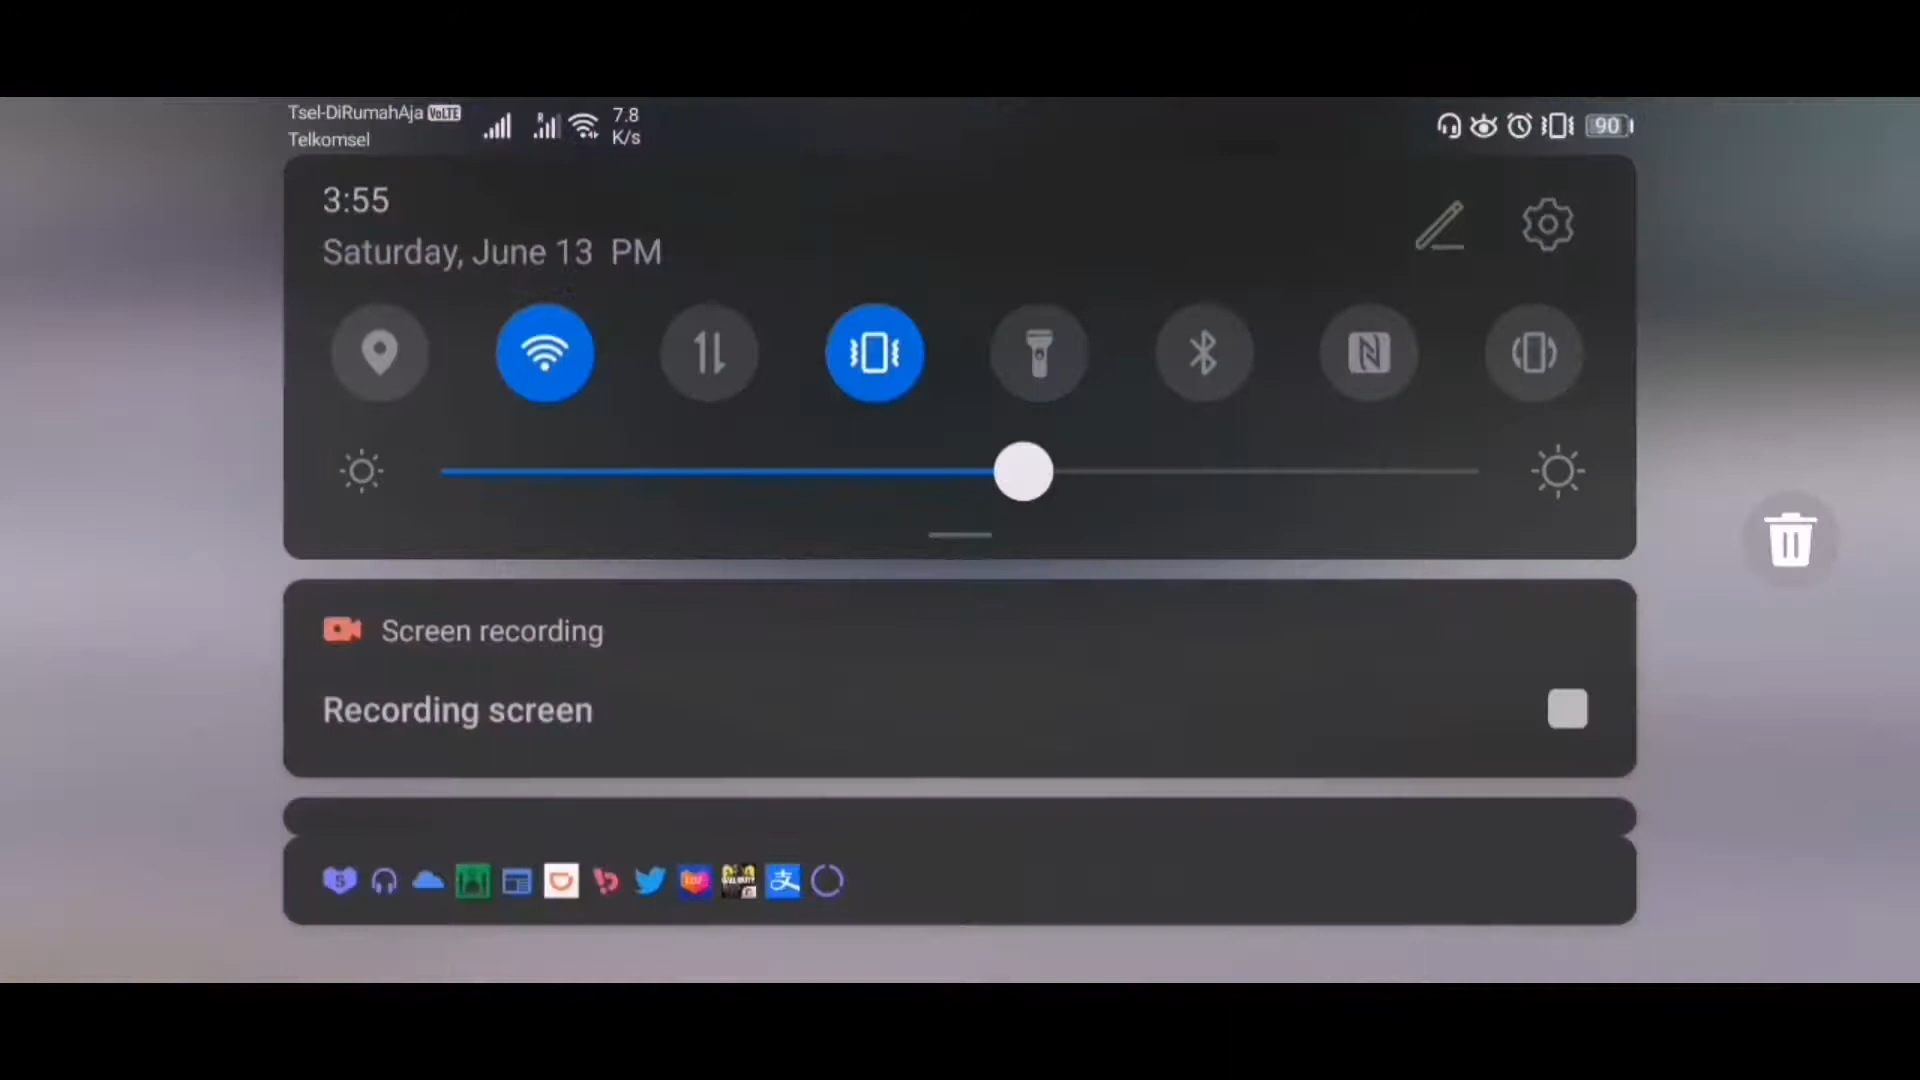 Tsel-DiRumahAja VoLTE
Telkomsel
R
7.8
K/s
90
3:55
Saturday, June 13 PM
Screen recording
Recording screen